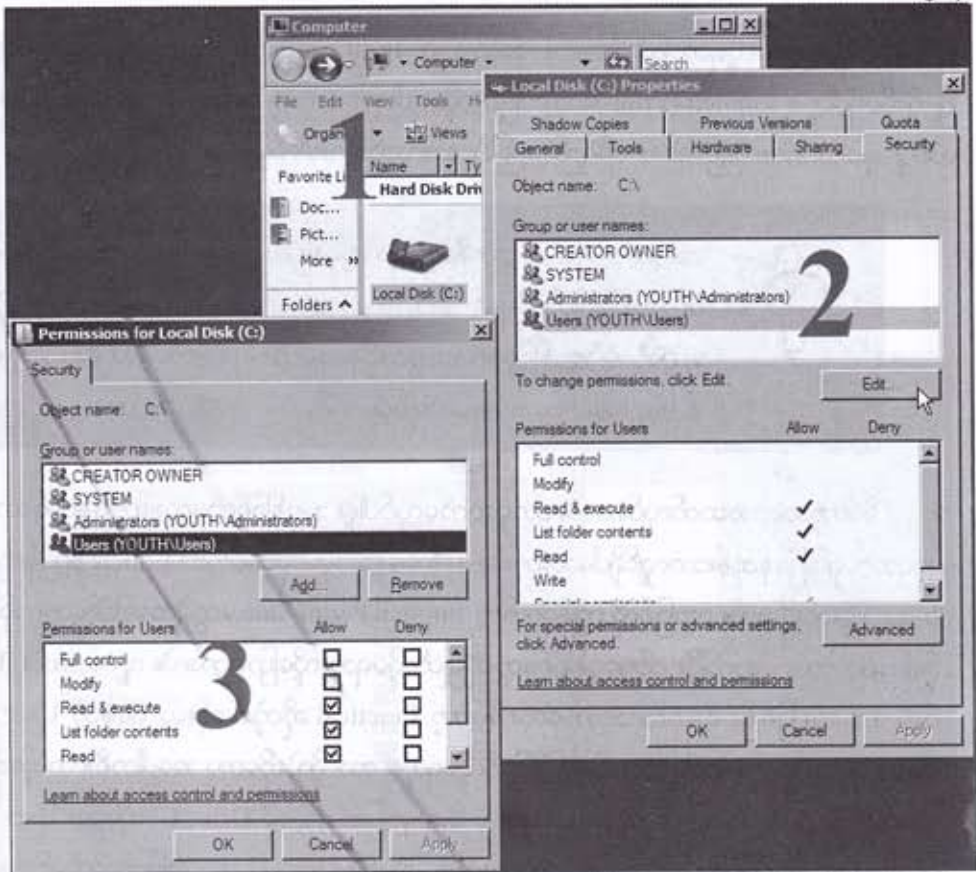 Computer
Computer
Search
File Edit View Tools
Views
Name
Favorite
Hard Disk
Doc...
Pict...
More »
Folders
Local Disk (C:)
1
Local Disk (C:) Properties
Shadow Copies Previous Versions Quota
General Tools Hardware Sharing Security
Object name: C:\
Group or user names:
CREATOR OWNER
SYSTEM
Administrators (YOUTH\Administrators)
Users (YOUTH\Users)
2
To change permissions, click Edit.
Edit...
Permissions for Users Allow Deny
Full control
Modify
Read & execute
List folder contents
Read
Write
For special permissions or advanced settings,
click Advanced.
Advanced
Learn about access control and permissions
OK Cancel Apply
Permissions for Local Disk (C:)
Security
Object name: C:\
Group or user names:
CREATOR OWNER
SYSTEM
Administrators (YOUTH\Administrators)
Users (YOUTH\Users)
Add... Remove
Permissions for Users Allow Deny
Full control
Modify
Read & execute
List folder contents
Read
3
Learn about access control and permissions
OK Cancel Apply